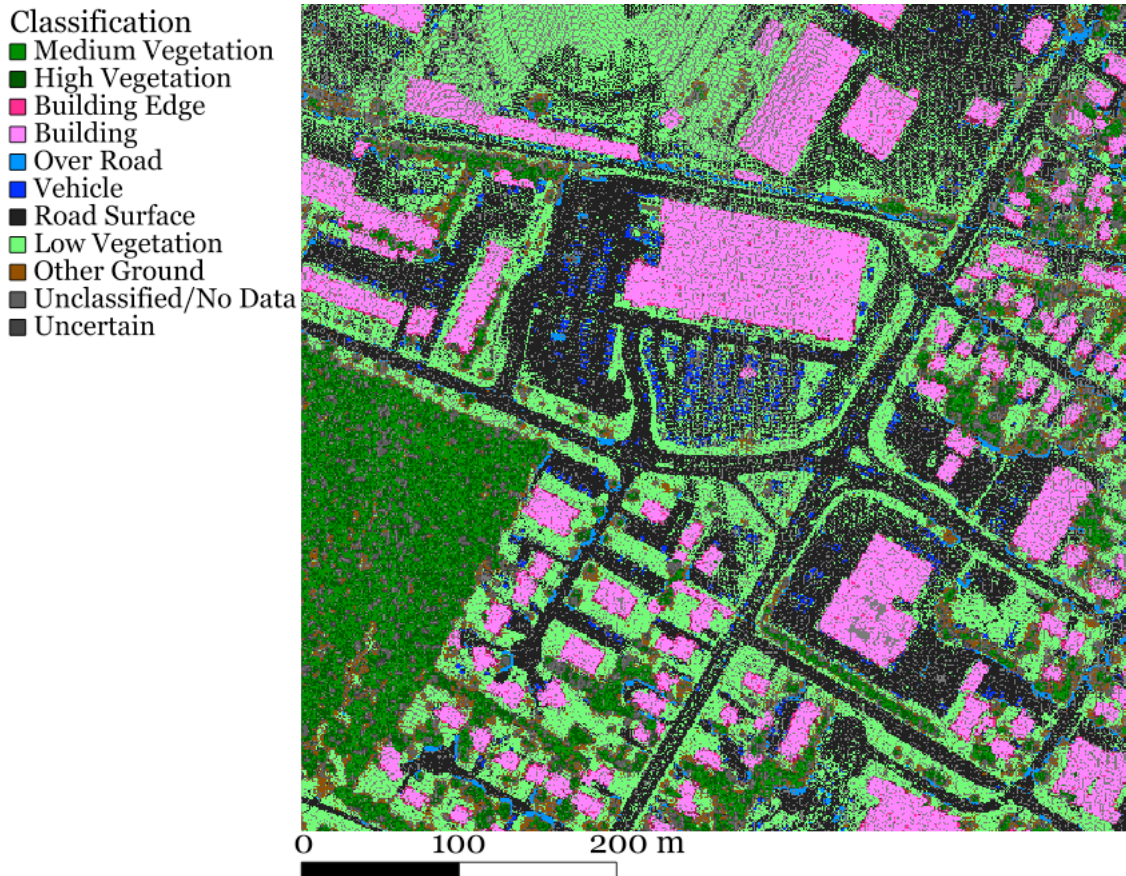 Classification
Medium Vegetation
High Vegetation
Building Edge
Building
Over Road
Vehicle
Road Surface
Low Vegetation
Other Ground
Unclassified/No Data
Uncertain
0 100 200 m